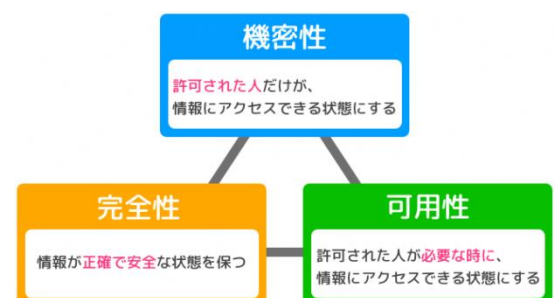 機密性
許可された人だけが、
情報にアクセスできる状態にする
完全性
情報が正確で安全な状態を保つ
可用性
許可された人が必要な時に、
情報にアクセスできる状態にする